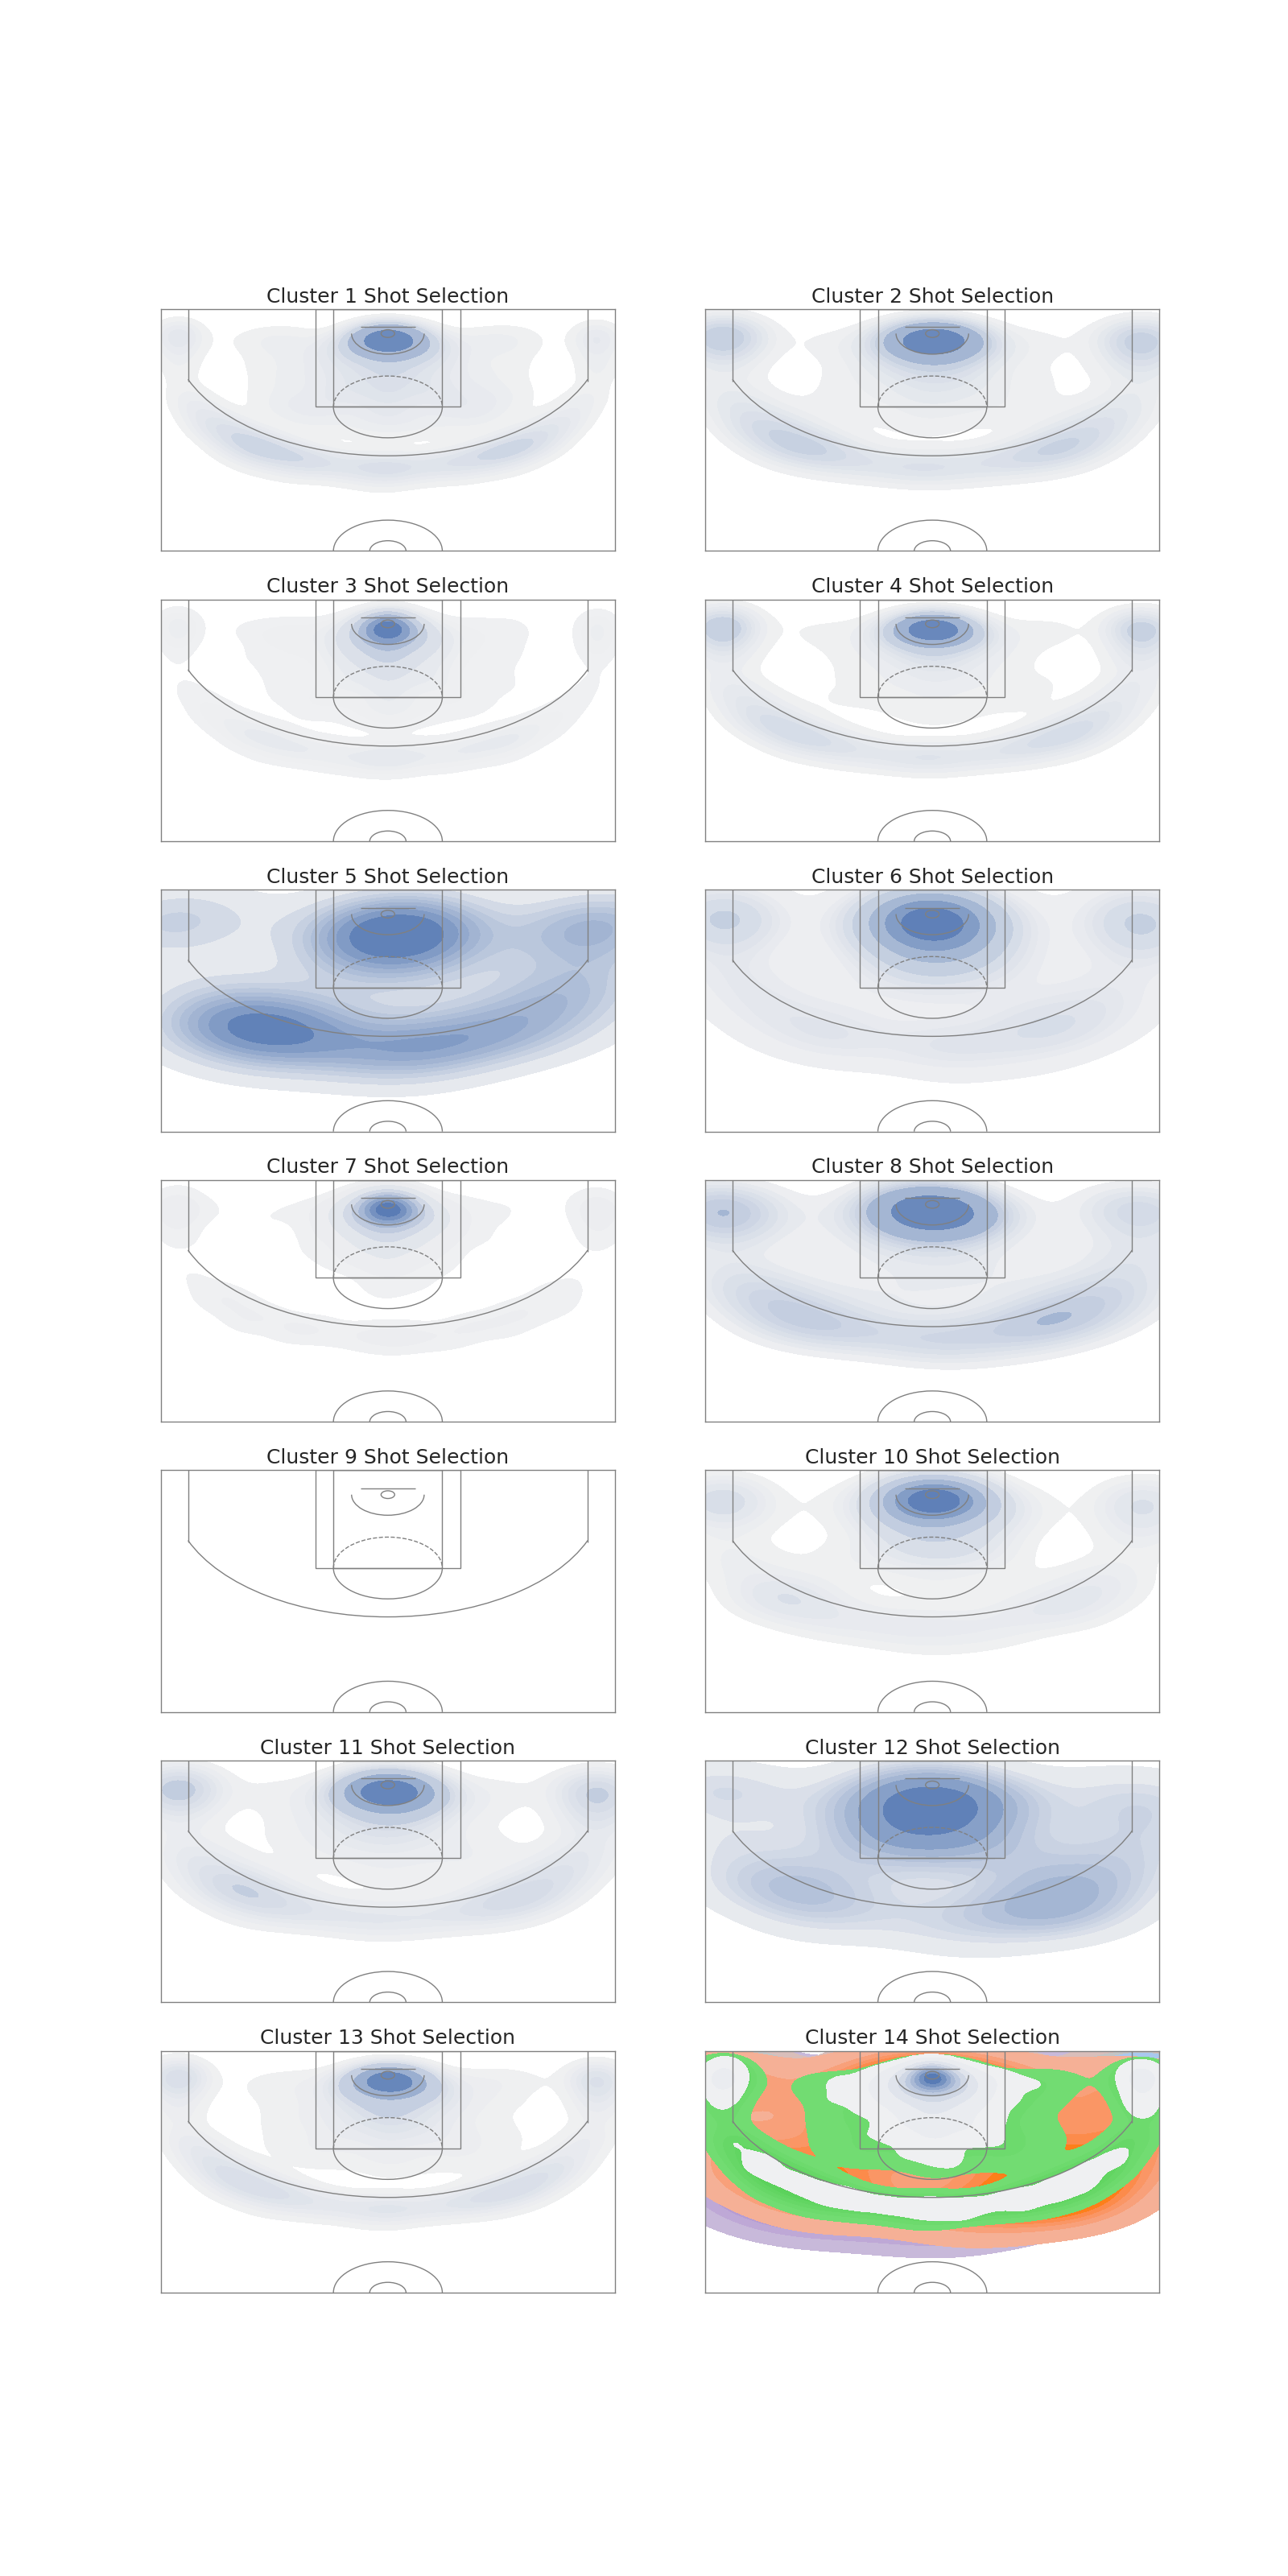 Cluster 1 Shot Selection
Cluster 2 Shot Selection
Cluster 3 Shot Selection
Cluster 4 Shot Selection
Cluster 5 Shot Selection
Cluster 6 Shot Selection
Cluster 7 Shot Selection
Cluster 8 Shot Selection
Cluster 9 Shot Selection
Cluster 10 Shot Selection
Cluster 11 Shot Selection
Cluster 12 Shot Selection
Cluster 13 Shot Selection
Cluster 14 Shot Selection